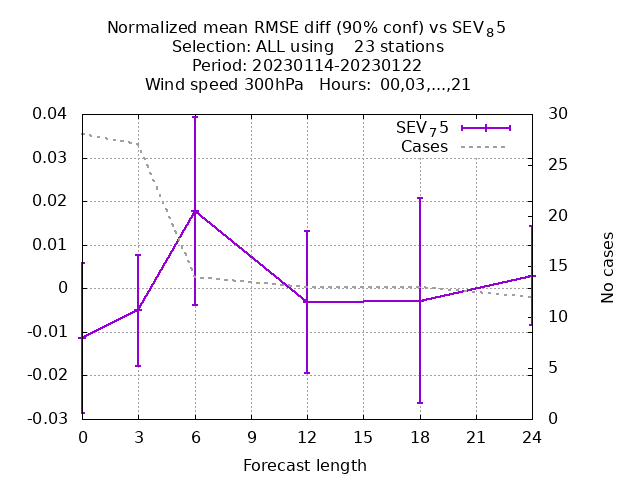 Normalized mean RMSE diff (90% conf) vs SEV₈5
Selection: ALL using    23 stations
Period: 20230114-20230122
Wind speed 300hPa   Hours:  00,03,...,21
0.04
0.03
0.02
0.01
0
-0.01
-0.02
-0.03
SEV₇5
Cases
30
25
20
15
10
5
0
No cases
0 3 6 9 12 15 18 21 24
Forecast length